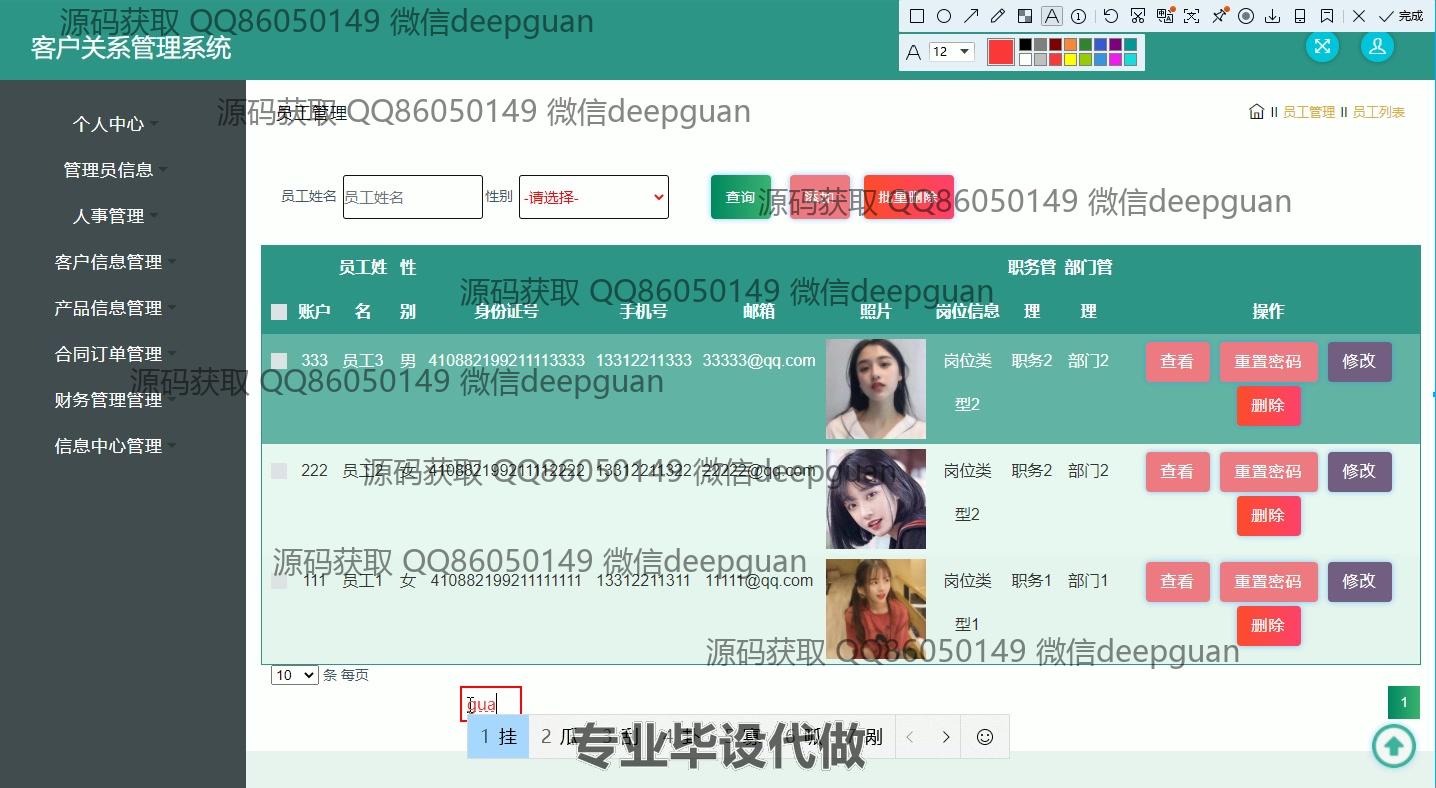 源码获取 QQ86050149 微信deepguan
客户关系管理系统
12
完成
个人中心
管理员信息
人事管理
客户信息管理
产品信息管理
合同订单管理
财务管理管理
信息中心管理
源码获取 QQ86050149 微信deepguan
员工管理
II 员工管理 II 员工列表
员工姓名 员工姓名 性别 -请选择- 查询 批量删除
源码获取 QQ86050149 微信deepguan
账户 员工姓名 性别 身份证号 手机号 邮箱 照片 岗位信息 职务管理 部门管理 操作
源码获取 QQ86050149 微信deepguan
333 员工3 男 410882199211113333 13312211333 33333@qq.com 岗位类型2 职务2 部门2 查看 重置密码 修改 删除
源码获取 QQ86050149 微信deepguan
222 员工2 女 410882199211112222 13312211322 22222@qq.com 岗位类型2 职务2 部门2 查看 重置密码 修改 删除
源码获取 QQ86050149 微信deepguan
源码获取 QQ86050149 微信deepguan
111 员工1 女 410882199211111111 13312211311 11111@qq.com 岗位类型1 职务1 部门1 查看 重置密码 修改 删除
源码获取 QQ86050149 微信deepguan
10 条 每页
gua
1
1 挂 2 瓜 3 刮 4 卦 寡 6 呱 剐
专业毕设代做